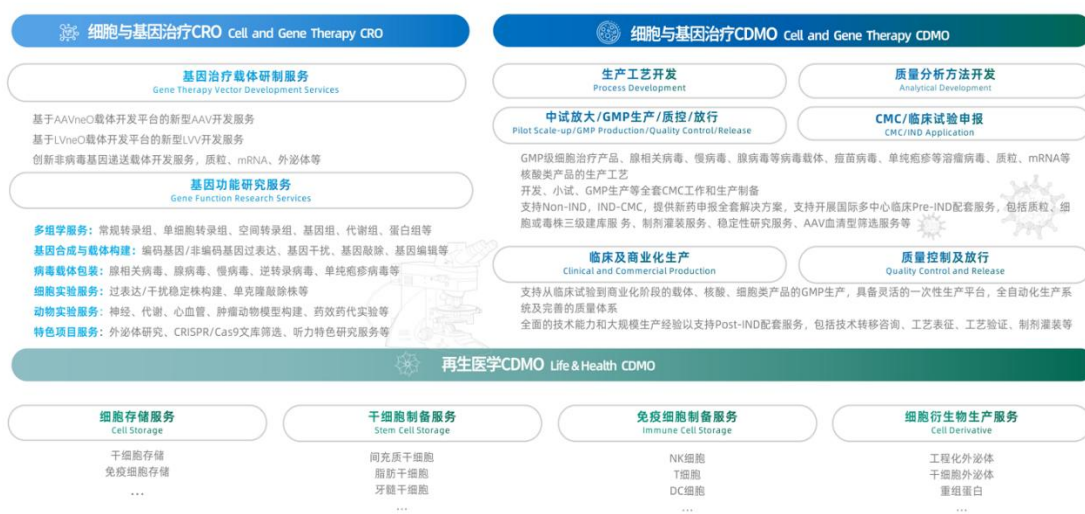 细胞与基因治疗CRO Cell and Gene Therapy CRO
基因治疗载体研制服务
Gene Therapy Vector Development Services
基于AAVneO载体开发平台的新型AAV开发服务
基于LVneO载体开发平台的新型LVV开发服务
创新非病毒基因递送载体开发服务，质粒、mRNA、外泌体等
基因功能研究服务
Gene Function Research Services
多组学服务：常规转录组、单细胞转录组、空间转录组、基因组、代谢组、蛋白组等
基因合成与载体构建：编码基因/非编码基因过表达、基因干扰、基因敲除、基因编辑等
病毒载体包装：腺相关病毒、腺病毒、慢病毒、逆转录病毒、单纯疱疹病毒等
细胞实验服务：过表达/干扰稳定株构建、单克隆敲除株等
动物实验服务：神经、代谢、心血管、肿瘤动物模型构建、药效药代实验等
特色项目服务：外泌体研究、CRISPR/Cas9文库筛选、听力特色研究服务等
细胞与基因治疗CDMO Cell and Gene Therapy CDMO
生产工艺开发
Process Development
质量分析方法开发
Analytical Development
中试放大/GMP生产/质控/放行
Pilot Scale-up/GMP Production/Quality Control/Release
CMC/临床试验申报
CMC/IND Application
GMP级细胞治疗产品、腺相关病毒、慢病毒、腺病毒等病毒载体、痘苗病毒、单纯疱疹等溶瘤病毒、质粒、mRNA等
核酸类产品的生产工艺
开发、小试、GMP生产等全套CMC工作和生产制备
支持Non-IND，IND-CMC，提供新药申报全套解决方案，支持开展国际多中心临床Pre-IND配套服务，包括质粒、细
胞或毒株三级建库服 务、制剂灌装服务、稳定性研究服务、AAV血清型筛选服务等
临床及商业化生产
Clinical and Commercial Production
质量控制及放行
Quality Control and Release
支持从临床试验到商业化阶段的载体、核酸、细胞类产品的GMP生产，具备灵活的一次性生产平台，全自动化生产系
统及完善的质量体系
全面的技术能力和大规模生产经验以支持Post-IND配套服务，包括技术转移咨询、工艺表征、工艺验证、制剂灌装等
再生医学CDMO Life & Health CDMO
细胞存储服务
Cell Storage
干细胞存储
免疫细胞存储
...
干细胞制备服务
Stem Cell Storage
间充质干细胞
脂肪干细胞
牙髓干细胞
...
免疫细胞制备服务
Immune Cell Storage
NK细胞
T细胞
DC细胞
...
细胞衍生物生产服务
Cell Derivative
工程化外泌体
干细胞外泌体
重组蛋白
...